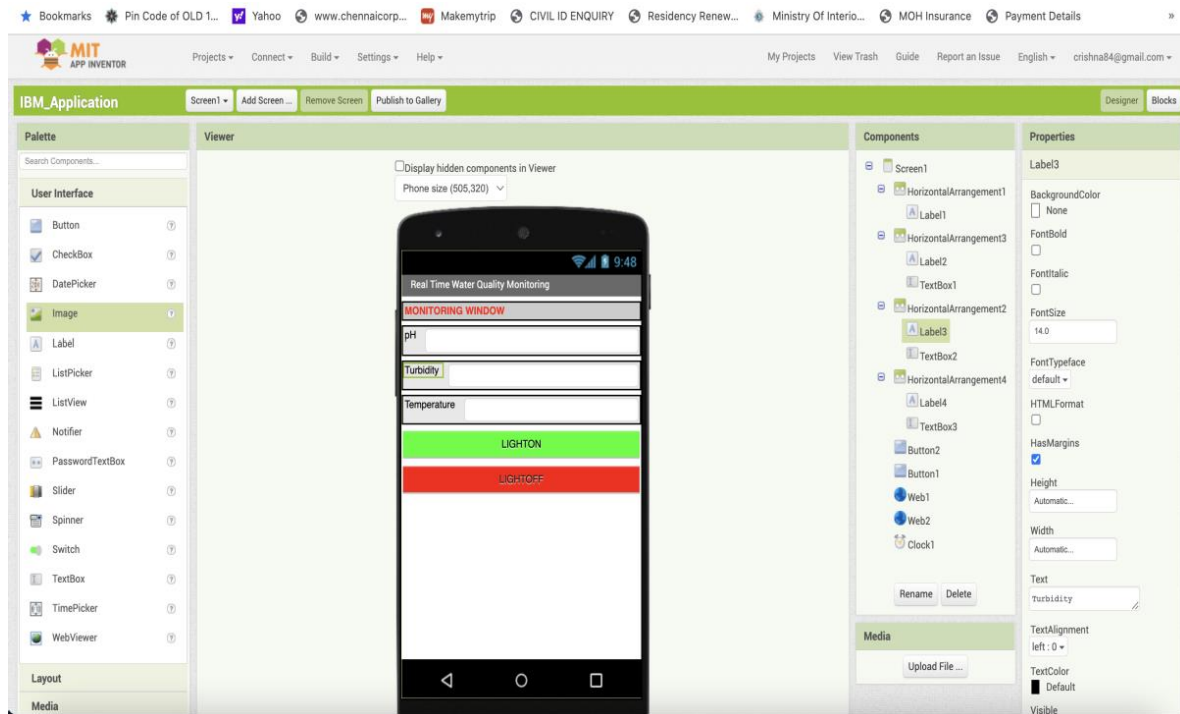 Pin Code of OLD 1... Yahoo www.chennaicorp... Makemytrip CIVIL ID ENQUIRY Residency Renew... Ministry Of Interio... MOH Insurance Payment Details »
MIT
APP INVENTOR
Projects Connect Build Settings Help
My Projects View Trash Guide Report an Issue English crishna84@gmail.com
IBM_Application
Screen1 Add Screen ... Remove Screen Publish to Gallery
Designer Blocks
Palette
Search Components...
User Interface
Button
CheckBox
DatePicker
Image
Label
ListPicker
ListView
Notifier
PasswordTextBox
Slider
Spinner
Switch
TextBox
TimePicker
WebViewer
Layout
Media
Viewer
Display hidden components in Viewer
Phone size (505,320)
9:48
Real Time Water Quality Monitoring
MONITORING WINDOW
pH
Turbidity
Temperature
LIGHTON
LIGHTOFF
Components
Screen1
HorizontalArrangement1
Label1
HorizontalArrangement3
Label2
TextBox1
HorizontalArrangement2
Label3
TextBox2
HorizontalArrangement4
Label4
TextBox3
Button2
Button1
Web1
Web2
Clock1
Rename Delete
Media
Upload File ...
Properties
Label3
BackgroundColor
None
FontBold
FontItalic
FontSize
14.0
FontTypeface
default
HTMLFormat
HasMargins
Height
Automatic...
Width
Automatic...
Text
Turbidity
TextAlignment
left : 0
TextColor
Default
Visible